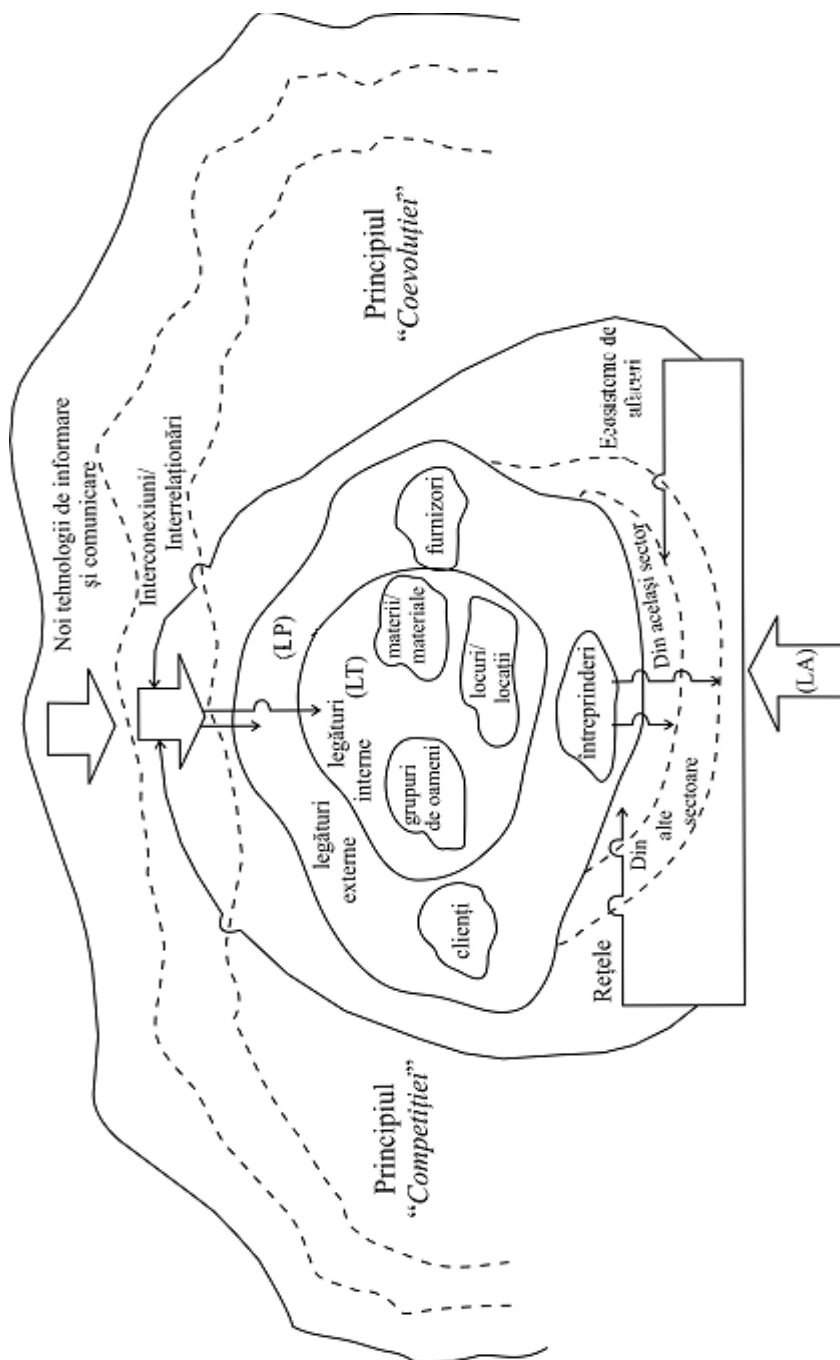 Noi tehnologii de informare
și comunicare
Interconexiuni/
Interrelaționări
Principiul
“Competiției”
Principiul
“Coevoluției”
(LP)
legături
externe
legături
interne
(LT)
clienți
grupuri
de oameni
materii/
materiale
locuri/
locații
furnizori
întreprinderi
Rețele
Din alte
sectoare
Din același sector
Ecosisteme de
afaceri
(LA)